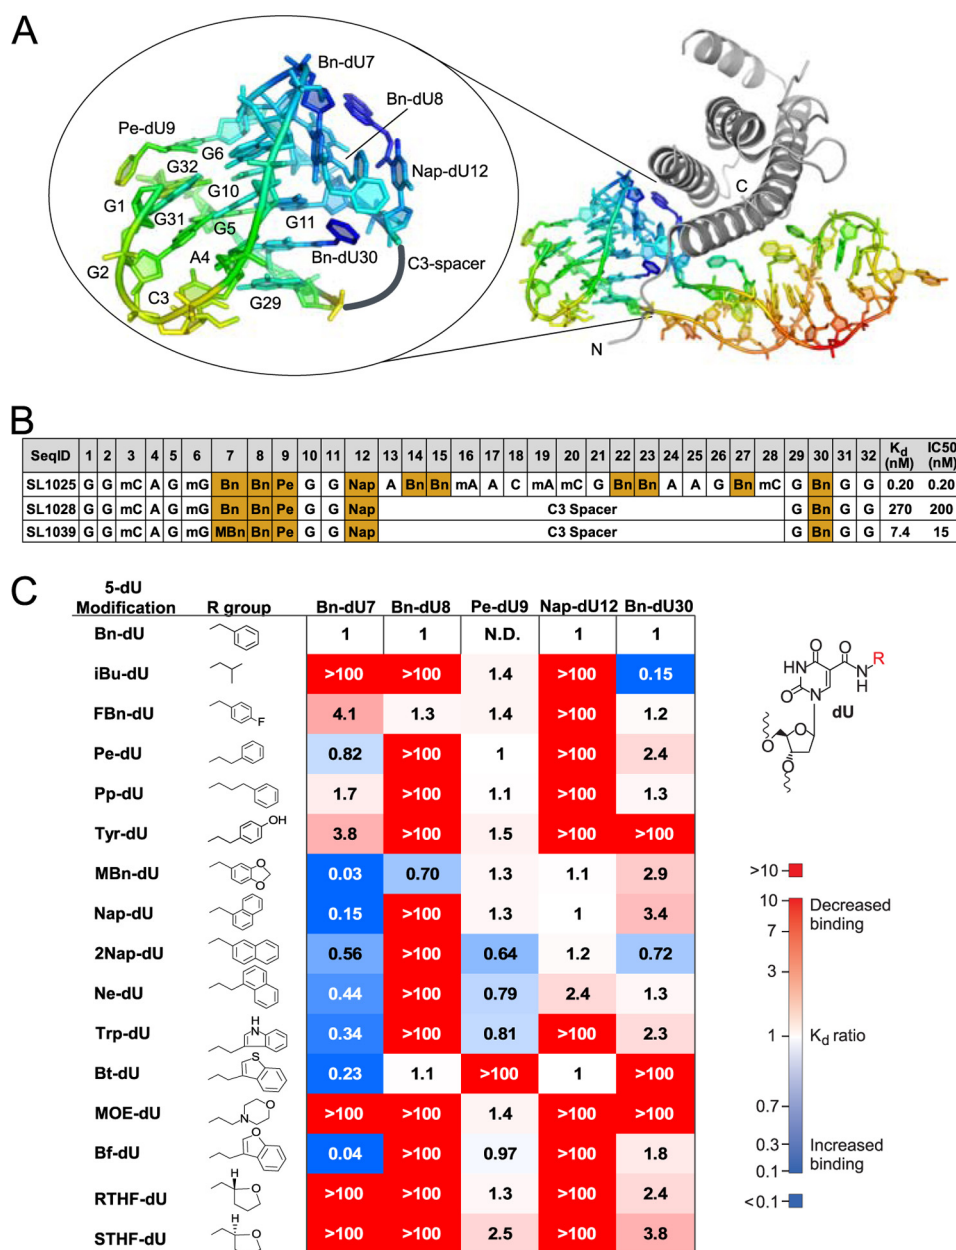 A
Bn-dU7
Bn-dU8
Pe-dU9
G6
G32
Nap-dU12
G10
G1
G31
G5
G11
A4
Bn-dU30
G2
C3-spacer
C3
G29
C
N
B
SeqID 1 2 3 4 5 6 7 8 9 10 11 12 13 14 15 16 17 18 19 20 21 22 23 24 25 26 27 28 29 30 31 32 Kd (nM) IC50 (nM)
SL1025 G G mC A G mG Bn Bn Pe G G Nap A Bn Bn mA A C mA mC G Bn Bn A A G Bn mC G Bn G G 0.20 0.20
SL1028 G G mC A G mG Bn Bn Pe G G Nap C3 Spacer G Bn G G 270 200
SL1039 G G mC A G mG MBn Bn Pe G G Nap C3 Spacer G Bn G G 7.4 15
C
5-dU Modification R group Bn-dU7 Bn-dU8 Pe-dU9 Nap-dU12 Bn-dU30
Bn-dU 1 1 N.D. 1 1
iBu-dU >100 >100 1.4 >100 0.15
FBn-dU F 4.1 1.3 1.4 >100 1.2
Pe-dU 0.82 >100 1 >100 2.4
Pp-dU 1.7 >100 1.1 >100 1.3
Tyr-dU OH 3.8 >100 1.5 >100 >100
MBn-dU O O 0.03 0.70 1.3 1.1 2.9
Nap-dU 0.15 >100 1.3 1 3.4
2Nap-dU 0.56 >100 0.64 1.2 0.72
Ne-dU 0.44 >100 0.79 2.4 1.3
Trp-dU H N 0.34 >100 0.81 >100 2.3
Bt-dU S 0.23 1.1 >100 1 >100
MOE-dU N O >100 >100 1.4 >100 >100
Bf-dU O 0.04 >100 0.97 >100 1.8
RTHF-dU H O >100 >100 1.3 >100 2.4
STHF-dU H O >100 >100 2.5 >100 3.8
O O
HN N R
H
O N
dU
O O
O
>10
10 Decreased
7 binding
3
1 Kd ratio
0.7
0.3 Increased
0.1 binding
<0.1